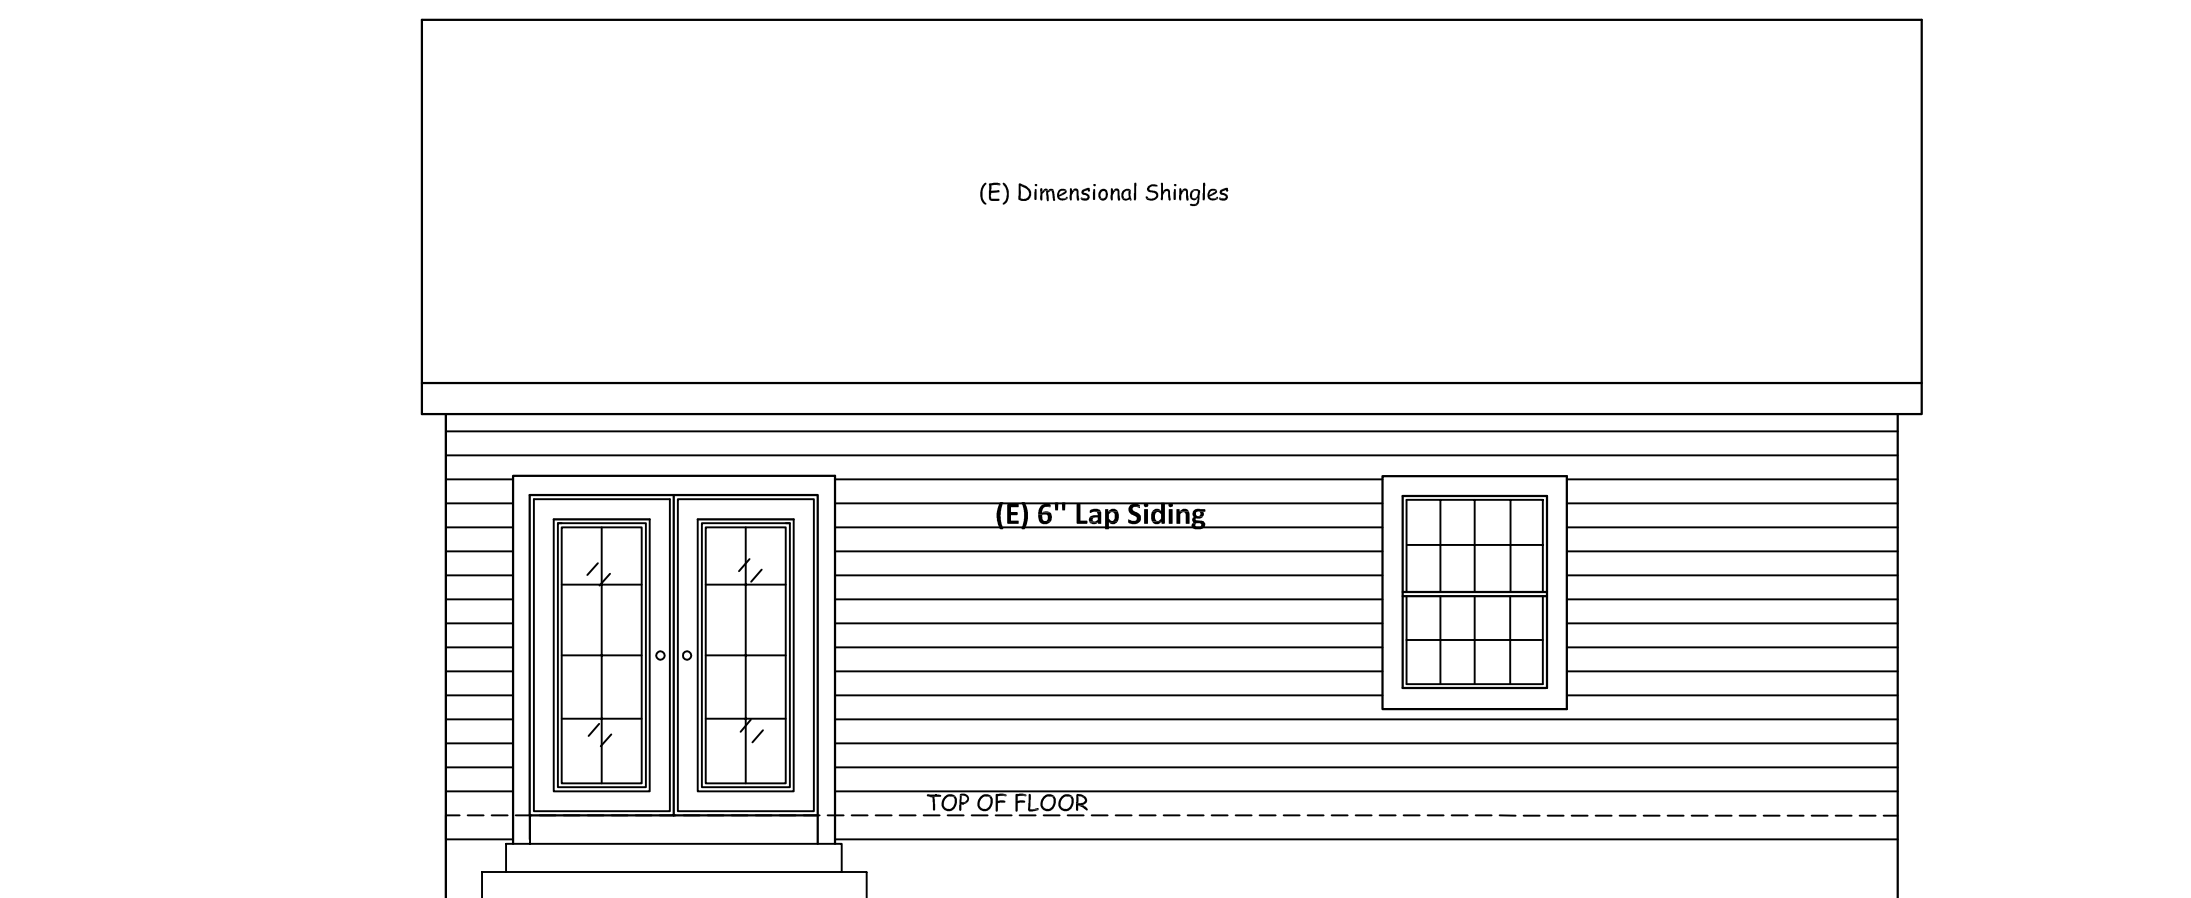 (E) Dimensional Shingles
(E) 6" Lap Siding
TOP OF FLOOR